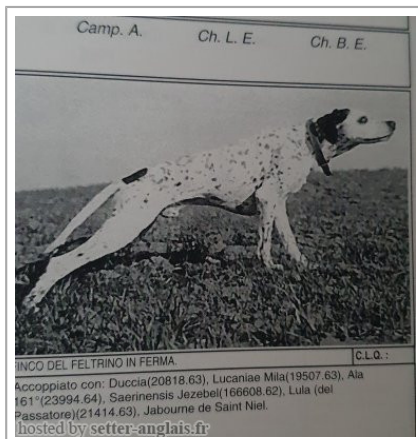 Camp. A. Ch. L. E. Ch. B. E.
INCO DEL FELTRINO IN FERMA. C.L.Q. :
Accoppiato con: Duccia(20818.63), Lucaniae Mila(19507.63), Ala
161°(23994.64), Saerinensis Jezebel(166608.62), Lula (del
Passatore)(21414.63), Jabourne de Saint Niel.
hosted by setter-anglais.fr